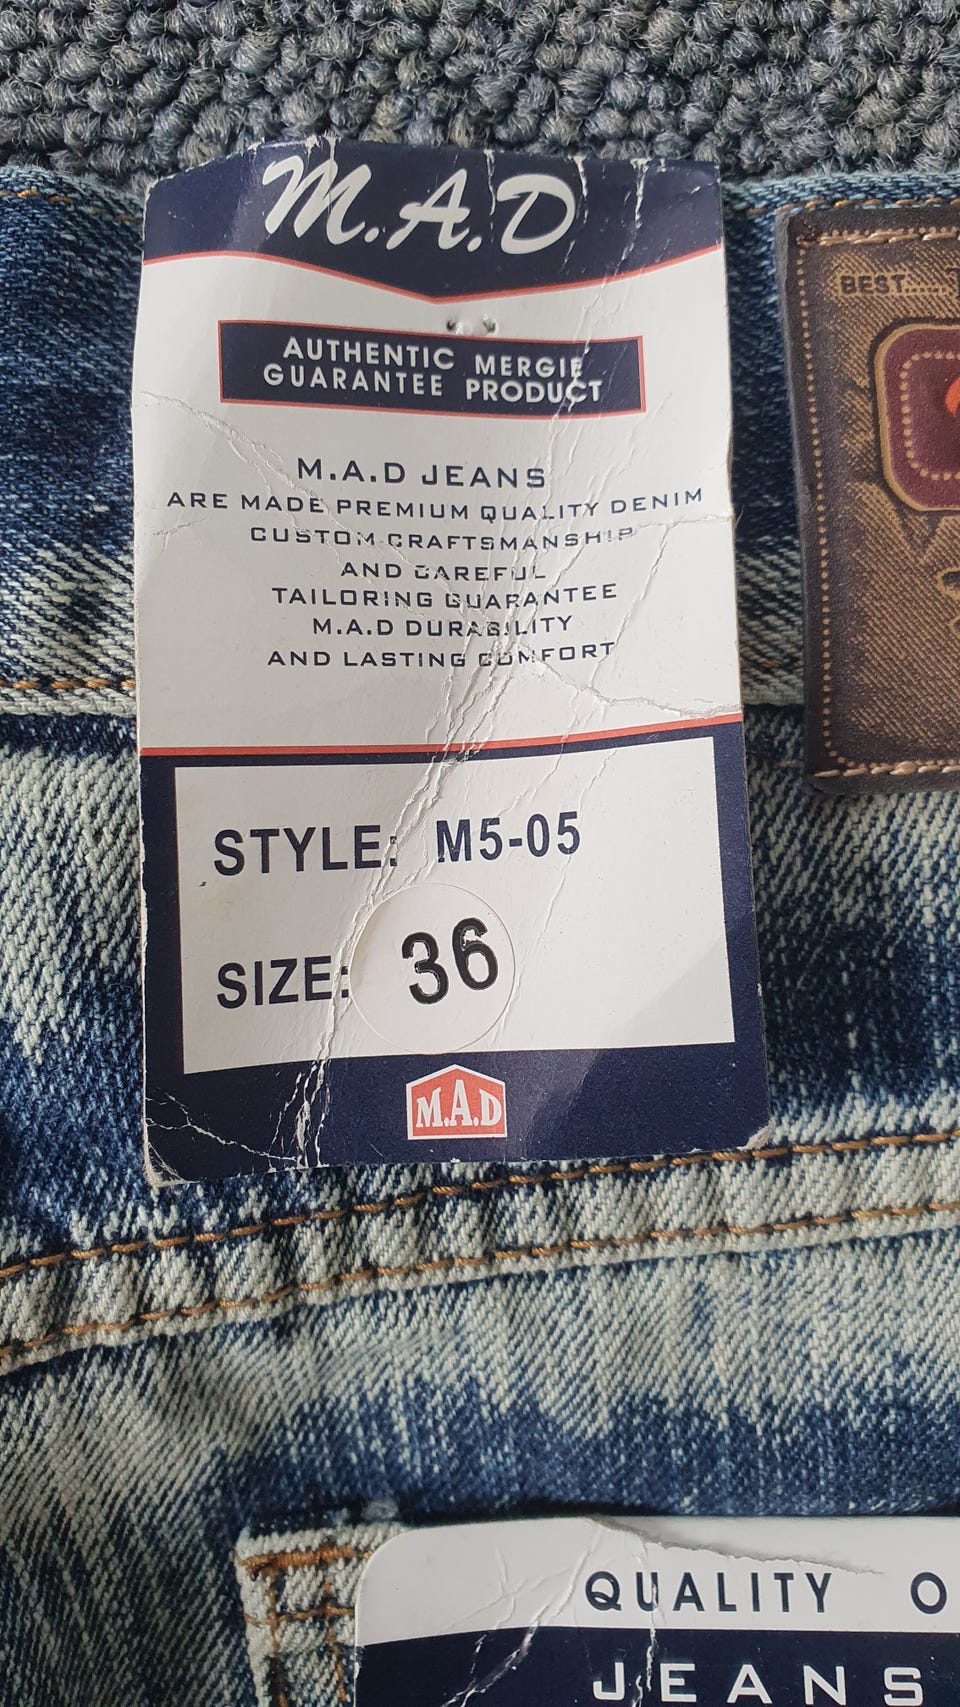 M.A.D
AUTHENTIC MERGIE
GUARANTEE PRODUCT
M.A.D JEANS
ARE MADE PREMIUM QUALITY DENIM
CUSTOM CRAFTSMANSHIP
AND CAREFUL
TAILORING GUARANTEE
M.A.D DURABILITY
AND LASTING COMFORT
STYLE: M5-05
SIZE: 36
M.A.D
BEST.....
QUALITY O
JEANS